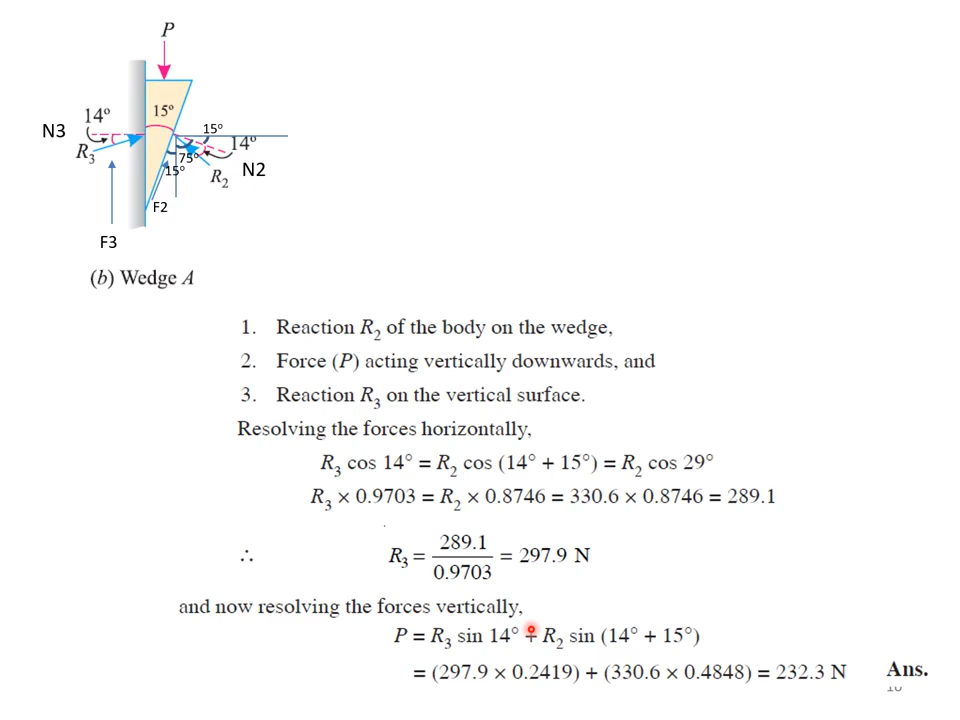 P
14° 15°
N3 15°
R3 14°
75°
15° R2 N2
F2
F3
(b) Wedge A
1. Reaction R2 of the body on the wedge,
2. Force (P) acting vertically downwards, and
3. Reaction R3 on the vertical surface.
Resolving the forces horizontally,
R3 cos 14° = R2 cos (14° + 15°) = R2 cos 29°
R3 × 0.9703 = R2 × 0.8746 = 330.6 × 0.8746 = 289.1
∴ R3 = 289.1 / 0.9703 = 297.9 N
and now resolving the forces vertically,
P = R3 sin 14° + R2 sin (14° + 15°)
= (297.9 × 0.2419) + (330.6 × 0.4848) = 232.3 N Ans.